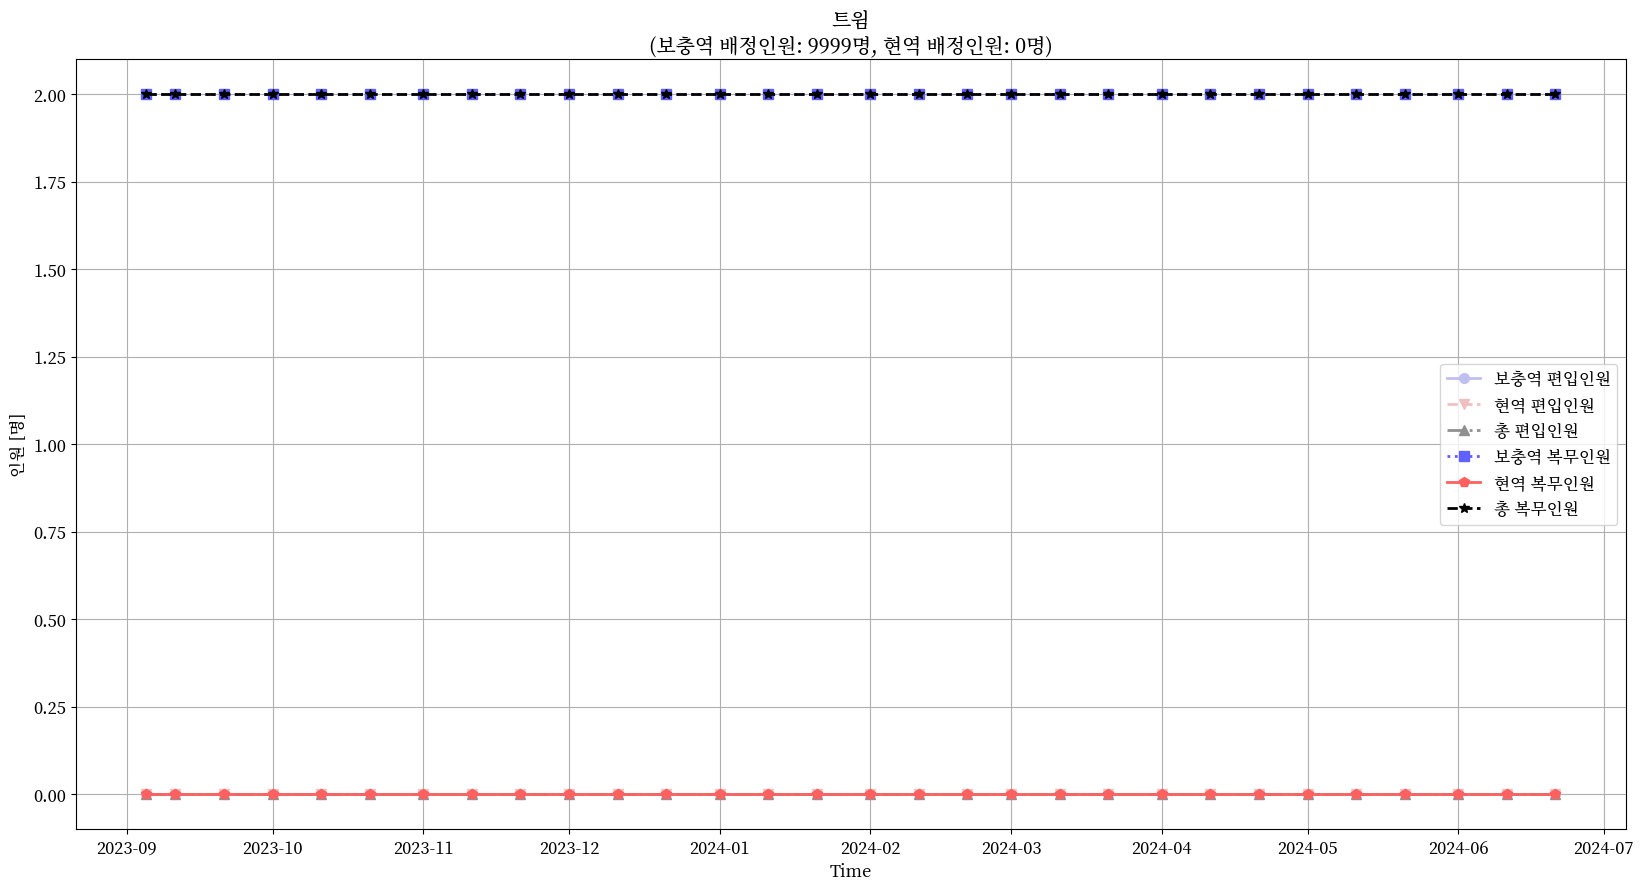 트윔
(보충역 배정인원: 9999명, 현역 배정인원: 0명)
2.00
1.75
1.50
1.25
1.00
0.75
0.50
0.25
0.00
인원 [명]
보충역 편입인원
현역 편입인원
총 편입인원
보충역 복무인원
현역 복무인원
총 복무인원
2023-09 2023-10 2023-11 2023-12 2024-01 2024-02 2024-03 2024-04 2024-05 2024-06 2024-07
Time